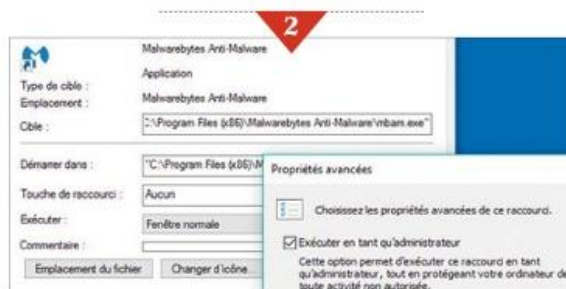 2
Malwarebytes Anti-Malware
Type de cible : Application
Emplacement : Malwarebytes Anti-Malware
Cible : :\Program Files (x86)\Malwarebytes Anti-Malware\mbam.exe"
Démarrer dans : "C:\Program Files (x86)\M
Touche de raccourci : Aucun
Exécuter : Fenêtre normale
Commentaire :
Emplacement du fichier Changer d'icône...
Propriétés avancées
Choisissez les propriétés avancées de ce raccourci.
Exécuter en tant qu'administrateur
Cette option permet d'exécuter ce raccourci en tant
qu'administrateur, tout en protégeant votre ordinateur de
toute activité non autorisée.